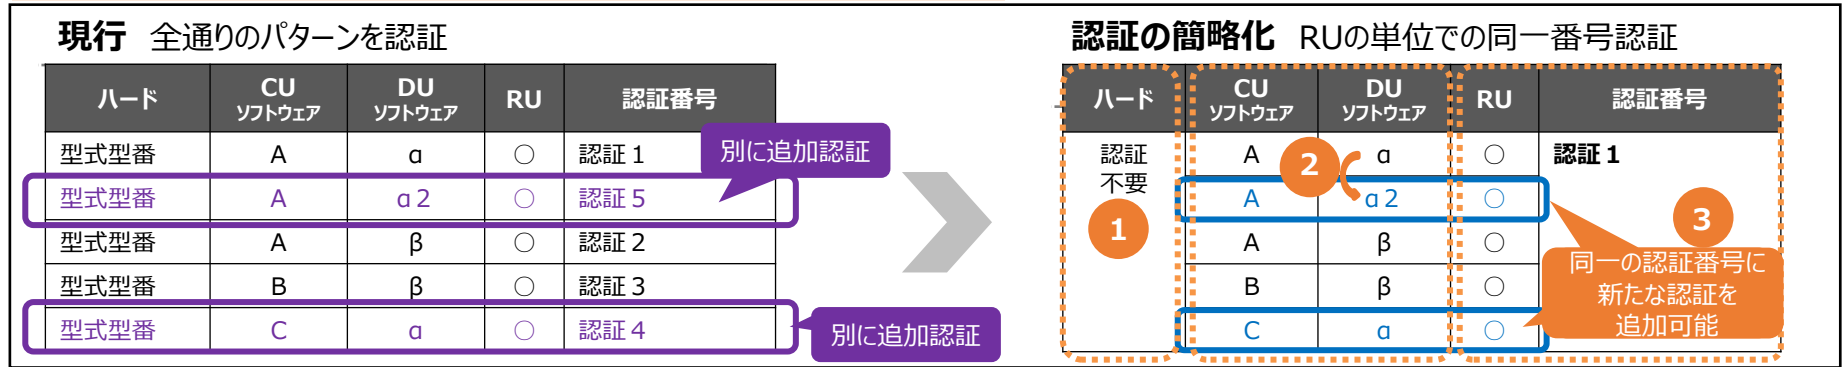 現行 全通りのパターンを認証
ハード CU ソフトウェア DU ソフトウェア RU 認証番号
型式型番 A α ○ 認証1
型式型番 A α2 ○ 認証5
型式型番 A β ○ 認証2
型式型番 B β ○ 認証3
型式型番 C α ○ 認証4
別に追加認証
別に追加認証
認証の簡略化 RUの単位での同一番号認証
ハード CU ソフトウェア DU ソフトウェア RU 認証番号
認証
不要
1
A α ○ 認証1
2
A α2 ○
A β ○
B β ○
C α ○
3
同一の認証番号に
新たな認証を
追加可能